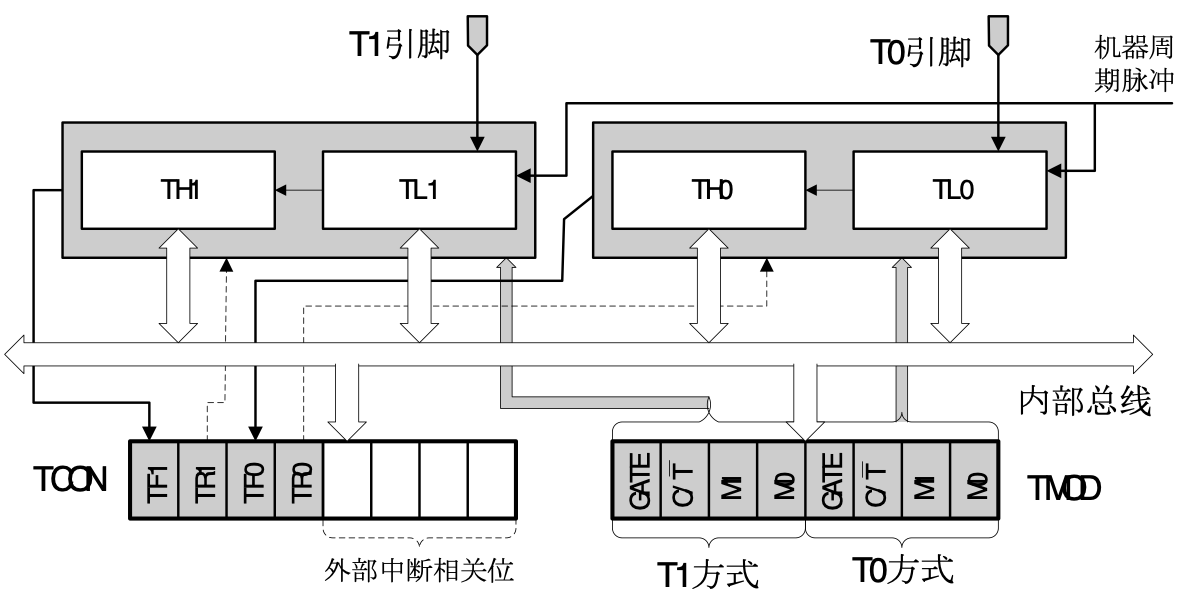 T1引脚
T0引脚
机器周
期脉冲
TH1
TL1
TH0
TL0
内部总线
TCON
TF1
TR1
TF0
TR0
GATE
C/T̅
M1
M0
GATE
C/T̅
M1
M0
TMOD
外部中断相关位
T1方式
T0方式